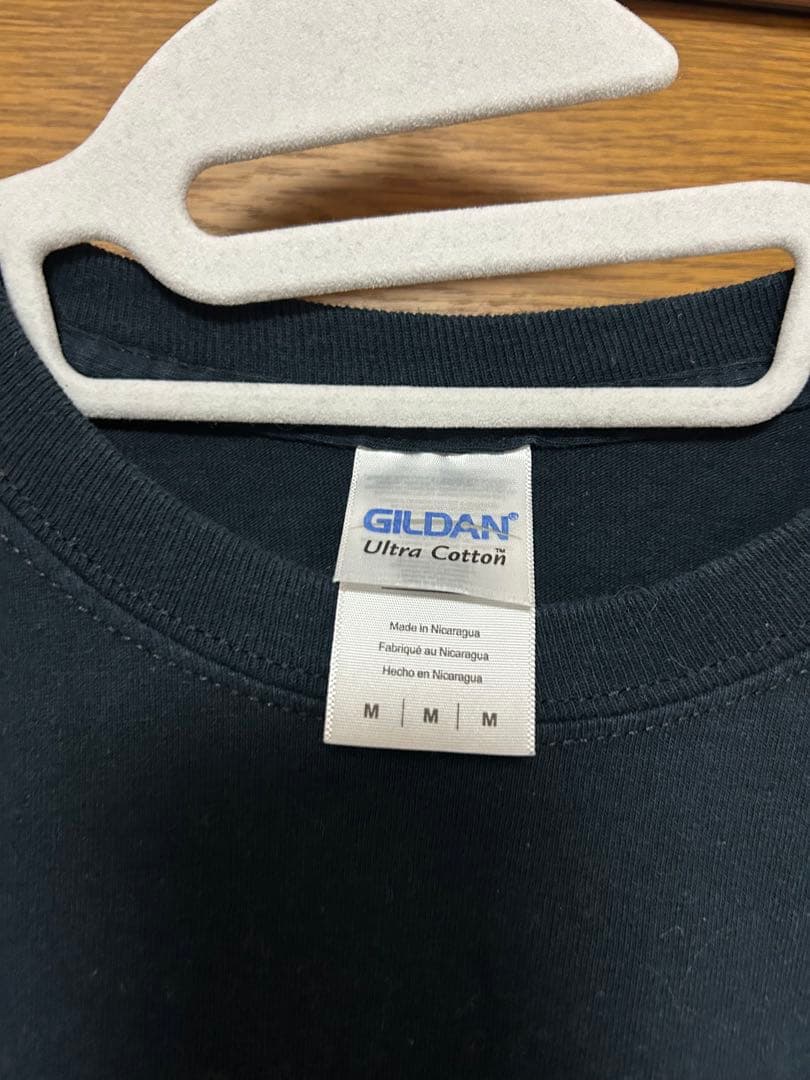 GILDAN®
Ultra Cotton™
Made in Nicaragua
Fabriqué au Nicaragua
Hecho en Nicaragua
M | M | M